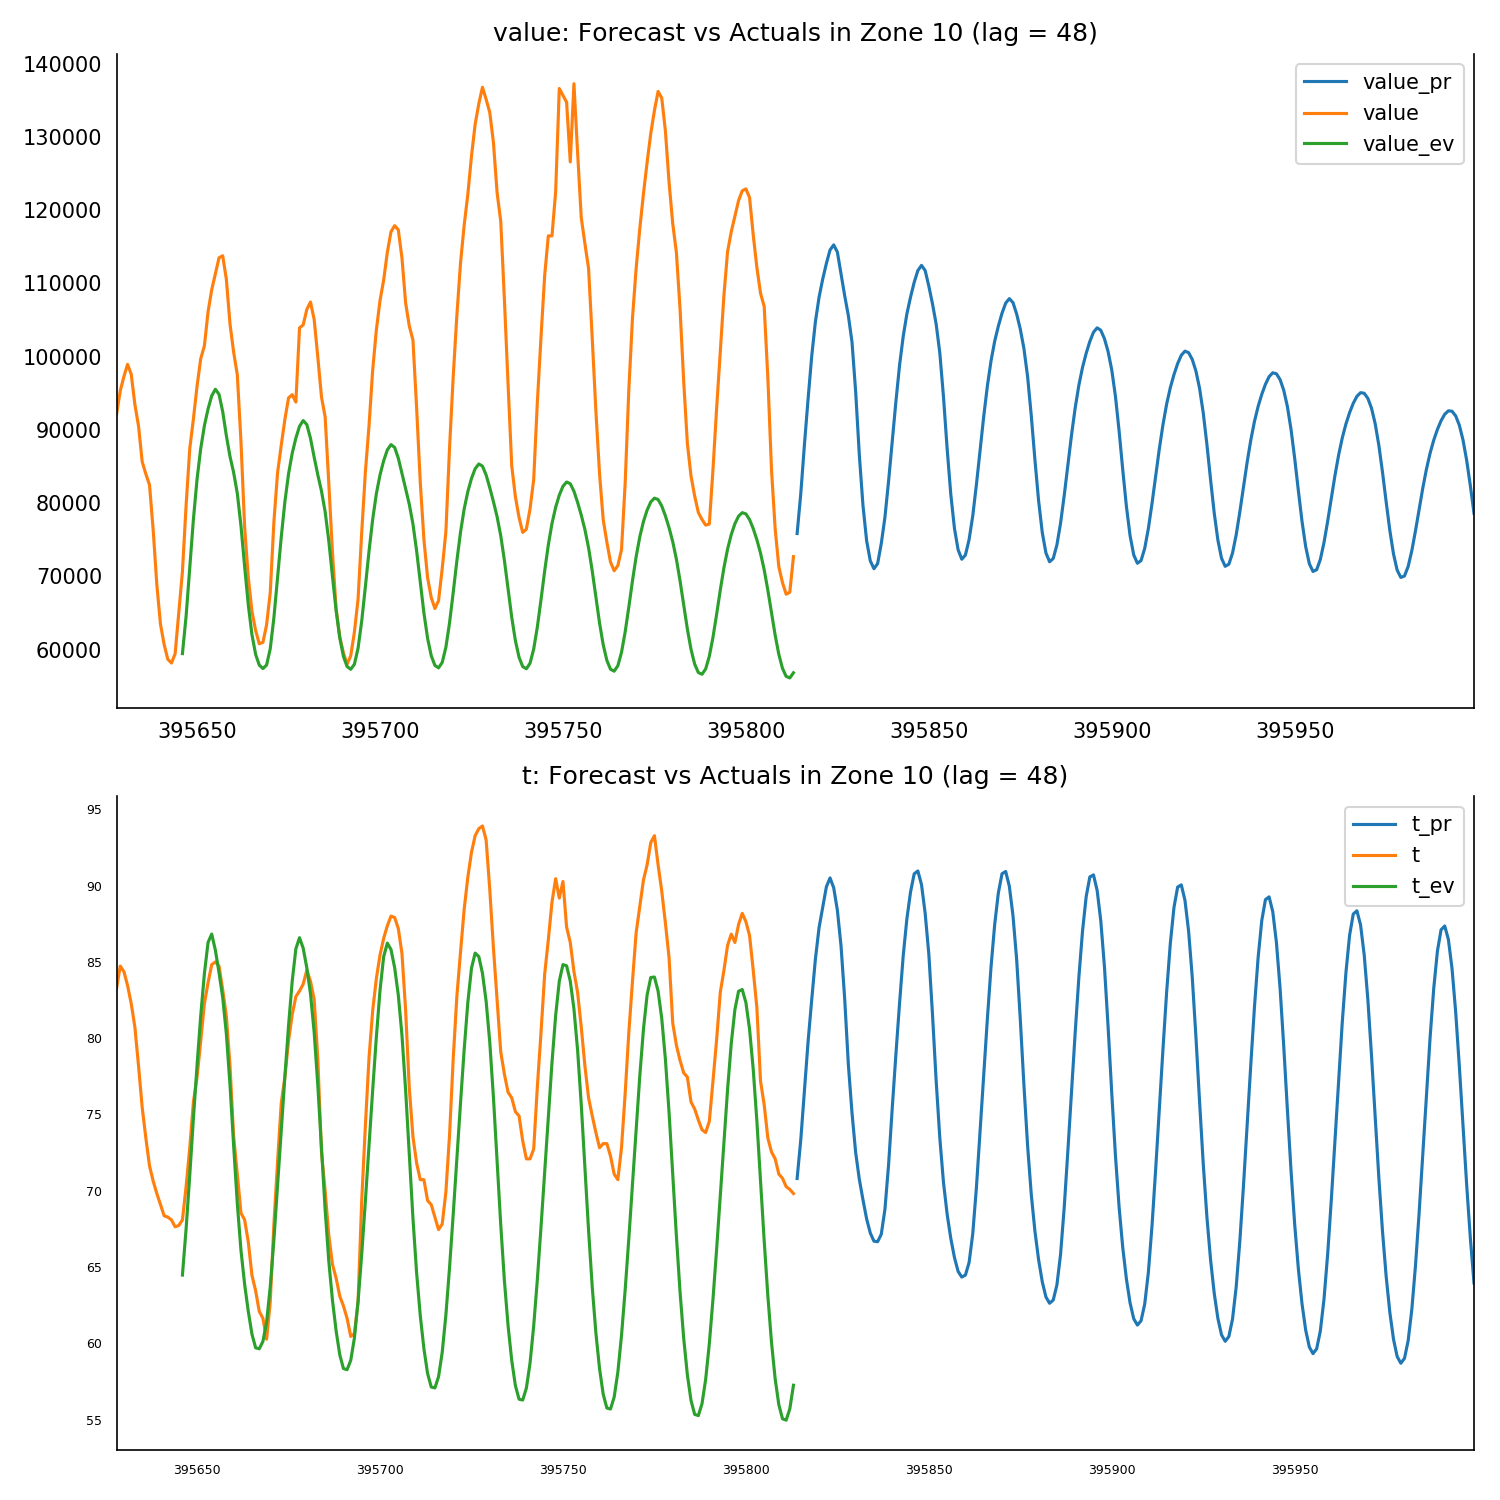 value: Forecast vs Actuals in Zone 10 (lag = 48)
140000
130000
120000
110000
100000
90000
80000
70000
60000
value_pr
value
value_ev
395650 395700 395750 395800 395850 395900 395950
t: Forecast vs Actuals in Zone 10 (lag = 48)
95
90
85
80
75
70
65
60
55
t_pr
t
t_ev
395650 395700 395750 395800 395850 395900 395950